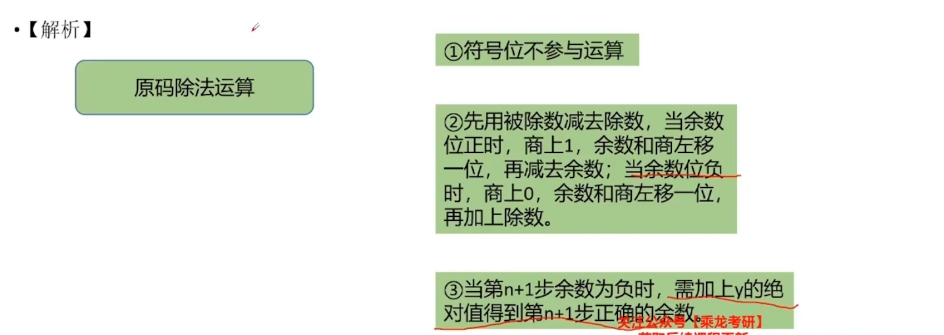 •【解析】
①符号位不参与运算
原码除法运算
②先用被除数减去除数，当余数
位正时，商上1，余数和商左移
一位，再减去余数；当余数位负
时，商上0，余数和商左移一位，
再加上除数。
③当第n+1步余数为负时，需加上y的绝
对值得到第n+1步正确的余数。
关注公众号【乘龙考研】